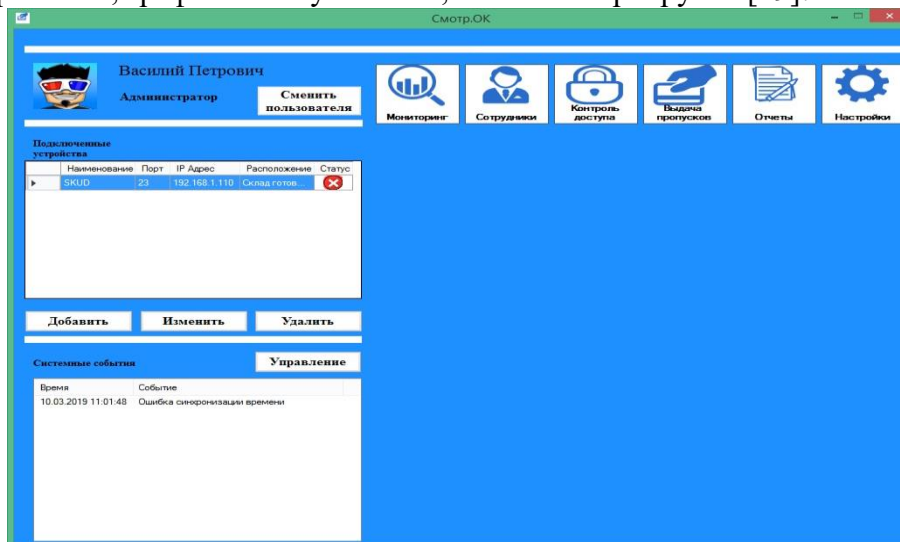 Смотр.ОК
Василий Петрович
Администратор
Сменить
пользователя
Мониторинг
Сотрудники
Контроль
доступа
Выдача
пропусков
Отчеты
Настройки
Подключенные
устройства
Наименование Порт IP Адрес Расположение Статус
SKUD 23 192.168.1.110 Склад готов...
Добавить Изменить Удалить
Системные события
Управление
Время Событие
10.03.2019 11:01:48 Ошибка синхронизации времени